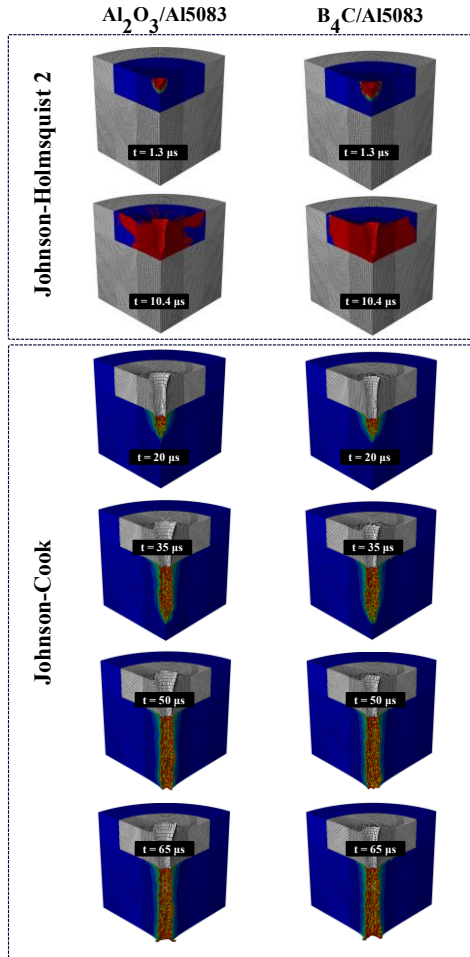 Al2O3/Al5083
B4C/Al5083
Johnson-Holmsquist 2
t = 1.3 μs
t = 1.3 μs
t = 10.4 μs
t = 10.4 μs
Johnson-Cook
t = 20 μs
t = 20 μs
t = 35 μs
t = 35 μs
t = 50 μs
t = 50 μs
t = 65 μs
t = 65 μs